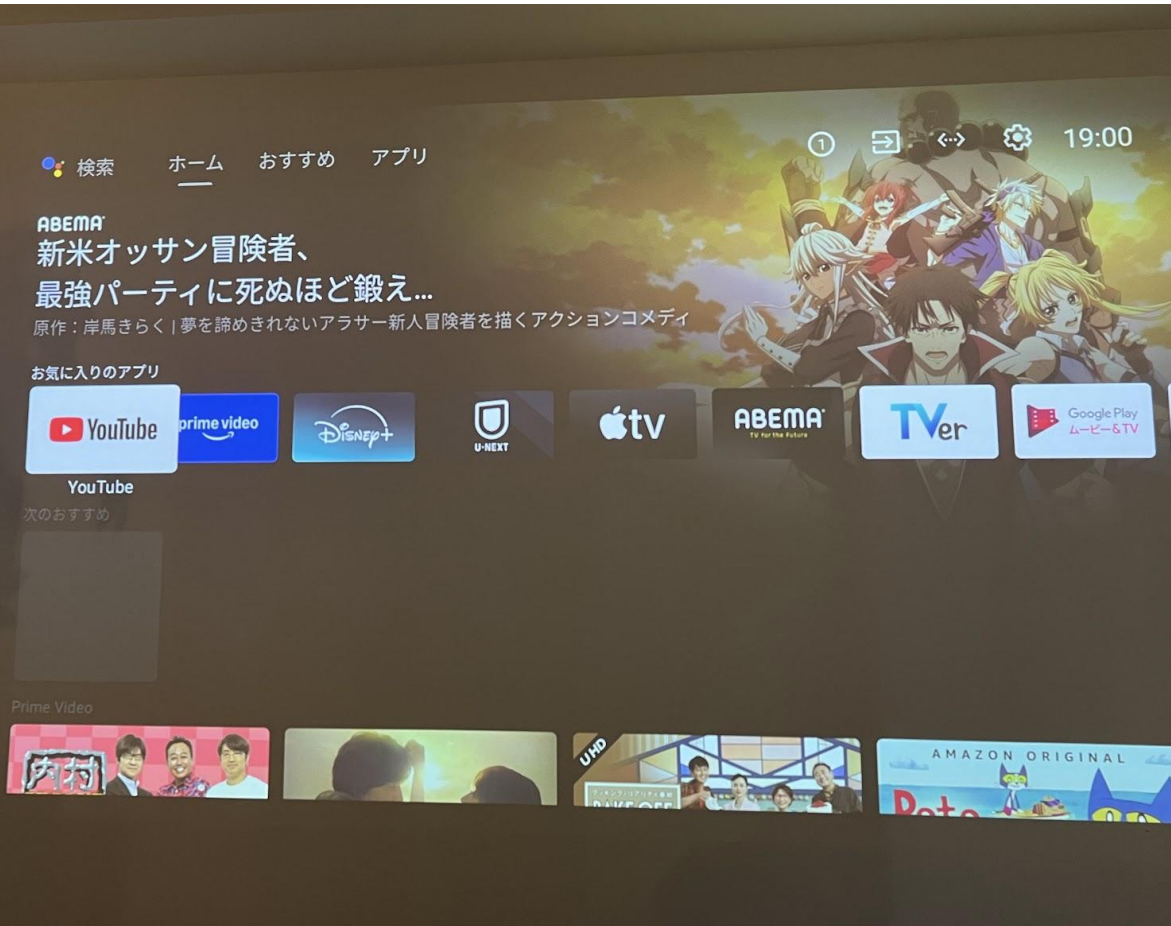 検索 ホーム おすすめ アプリ 1 19:00
ABEMA
新米オッサン冒険者、
最強パーティに死ぬほど鍛え...
原作：岸馬きらく | 夢を諦めきれないアラサー新人冒険者を描くアクションコメディ
お気に入りのアプリ
YouTube
prime video
Disney+
U-NEXT
tv
ABEMA
TV for the Future
TVer
Google Play
ムービー&TV
YouTube
次のおすすめ
Prime Video
内村
UHD
BAKE OFF
AMAZON ORIGINAL
Pete